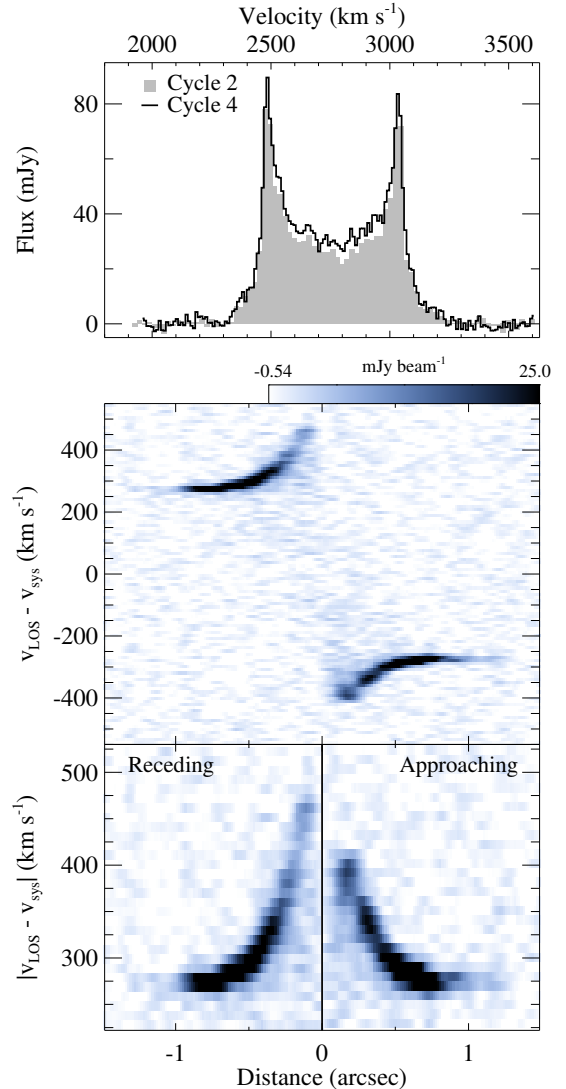 Velocity (km s⁻¹)
2000 2500 3000 3500
Cycle 2
Cycle 4
80
40
0
Flux (mJy)
-0.54 mJy beam⁻¹ 25.0
400
200
0
-200
-400
v_LOS - v_sys (km s⁻¹)
Receding Approaching
500
400
300
|v_LOS - v_sys| (km s⁻¹)
-1 0 1
Distance (arcsec)